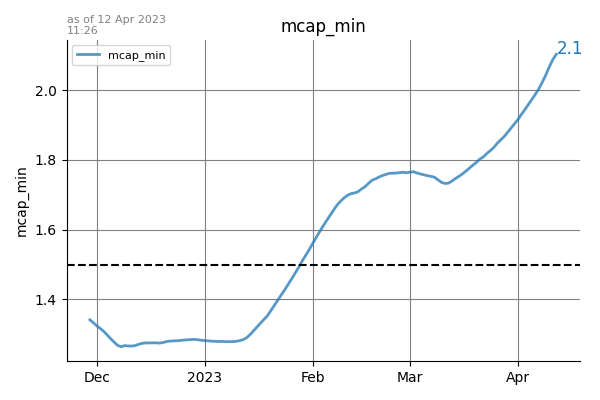 as of 12 Apr 2023
11:26
mcap_min
2.1
mcap_min
2.0
1.8
1.6
1.4
mcap_min
Dec
2023
Feb
Mar
Apr